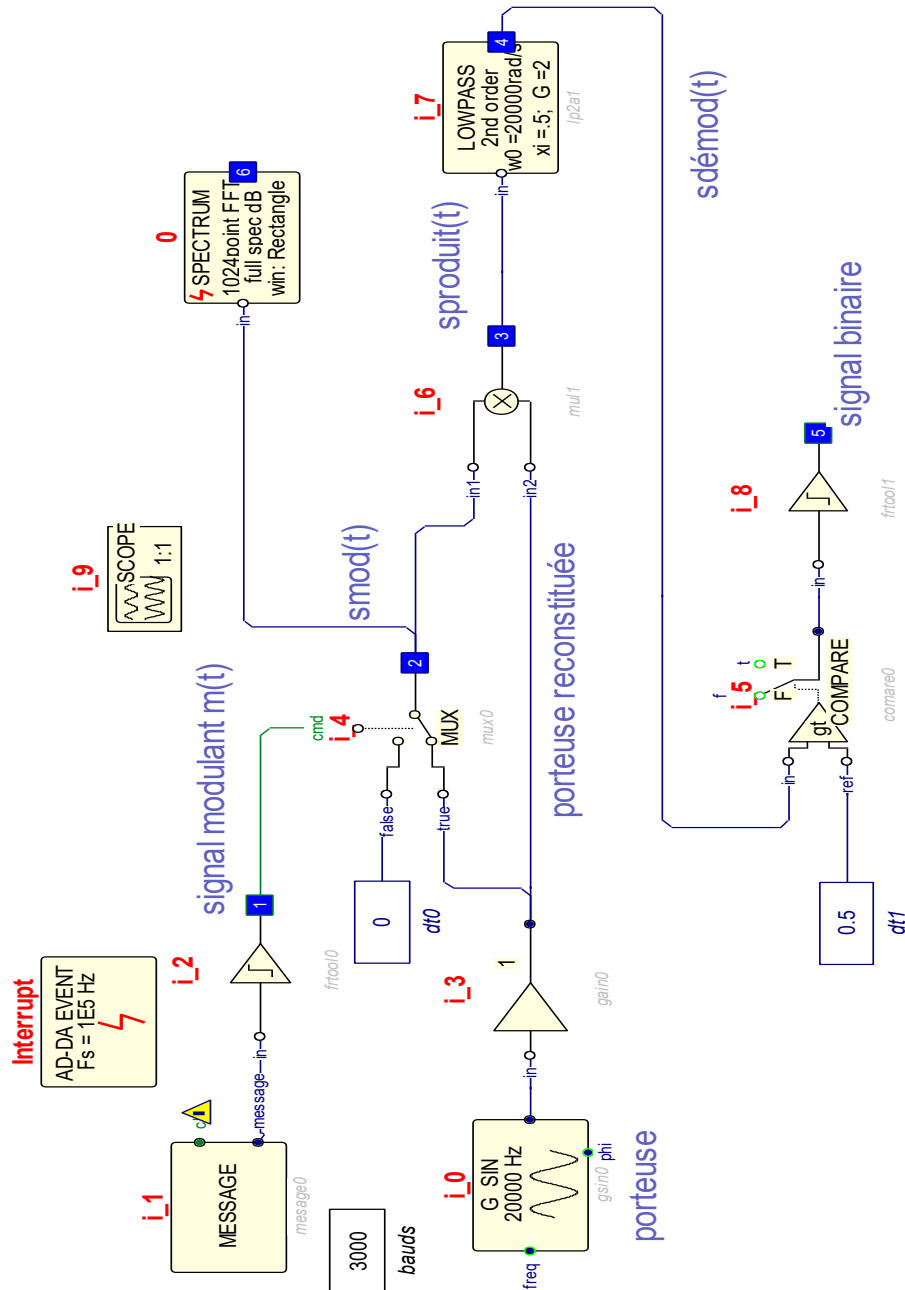 Interrupt
AD-DA EVENT
Fs = 1E5 Hz
i_1
MESSAGE
mesage0
message
in
i_2
frtool0
1
signal modulant m(t)
3000
bauds
0
dt0
false
true
cmd
i_4
MUX
mux0
2
smod(t)
i_9
SCOPE
1:1
0
SPECTRUM
1024boint FFT
full spec dB
win: Rectangle
in
6
i_0
G SIN
20000 Hz
freq
phi
gsin0
porteuse
in
i_3
1
gain0
porteuse reconstituée
in1
in2
i_6
mul1
3
sproduit(t)
in
i_7
LOWPASS
2nd order
w0 =20000rad/s
xi =.5; G =2
lp2a1
4
sdémod(t)
0.5
dt1
in
ref
gt
COMPARE
comare0
i_5
f
t
F
T
in
i_8
frtool1
5
signal binaire